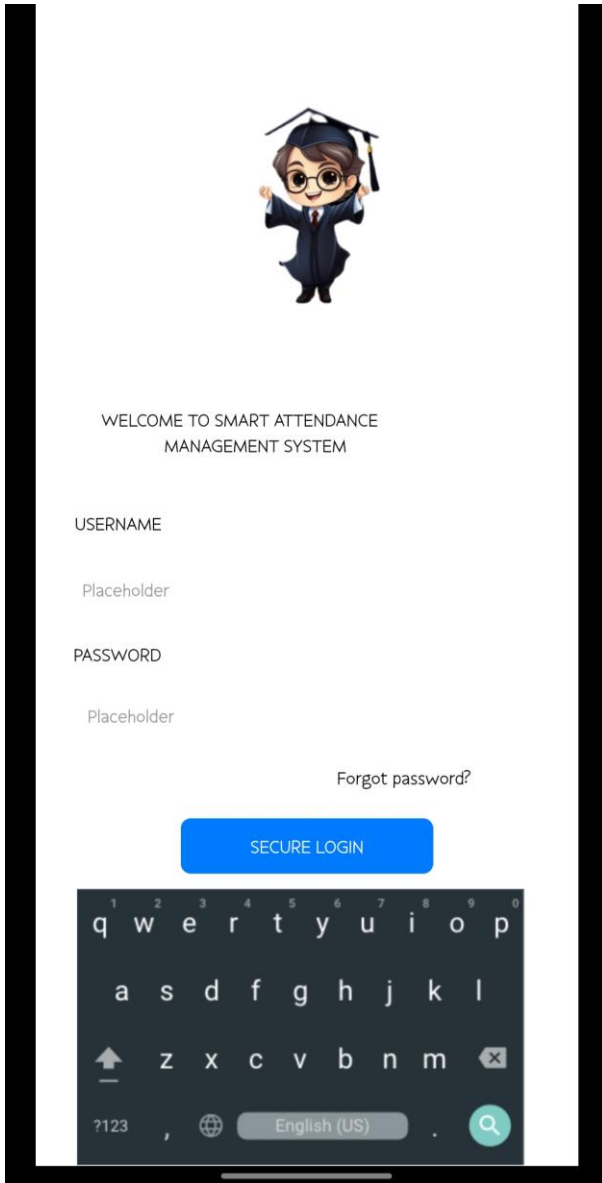 WELCOME TO SMART ATTENDANCE
MANAGEMENT SYSTEM
USERNAME
Placeholder
PASSWORD
Placeholder
Forgot password?
SECURE LOGIN
1 2 3 4 5 6 7 8 9 0
q w e r t y u i o p
a s d f g h j k l
z x c v b n m
?123 , English (US) .